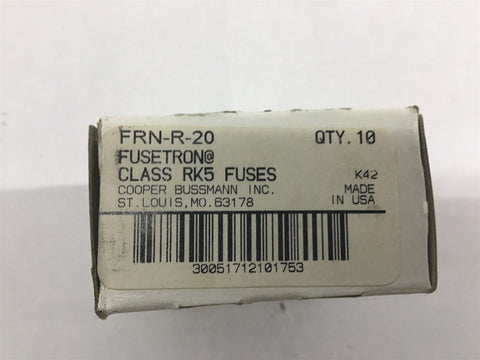 FRN-R-20 QTY.10
FUSETRON@
CLASS RK5 FUSES K42
COOPER BUSSMANN INC. MADE
ST.LOUIS,MO.63178 IN USA
30051712101753